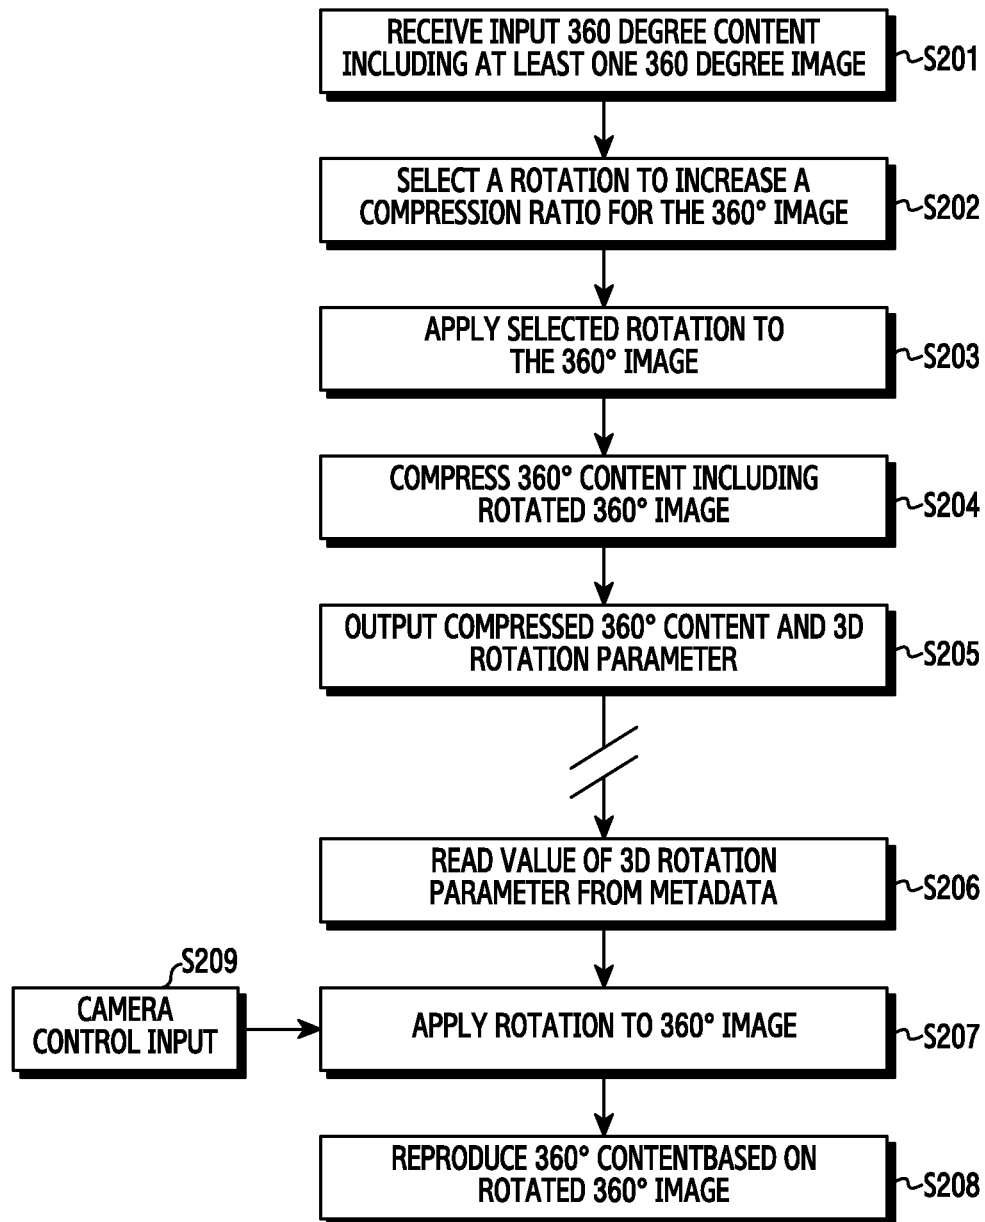 RECEIVE INPUT 360 DEGREE CONTENT
INCLUDING AT LEAST ONE 360 DEGREE IMAGE
S201
SELECT A ROTATION TO INCREASE A
COMPRESSION RATIO FOR THE 360° IMAGE
S202
APPLY SELECTED ROTATION TO
THE 360° IMAGE
S203
COMPRESS 360° CONTENT INCLUDING
ROTATED 360° IMAGE
S204
OUTPUT COMPRESSED 360° CONTENT AND 3D
ROTATION PARAMETER
S205
READ VALUE OF 3D ROTATION
PARAMETER FROM METADATA
S206
S209
CAMERA
CONTROL INPUT
APPLY ROTATION TO 360° IMAGE
S207
REPRODUCE 360° CONTENTBASED ON
ROTATED 360° IMAGE
S208